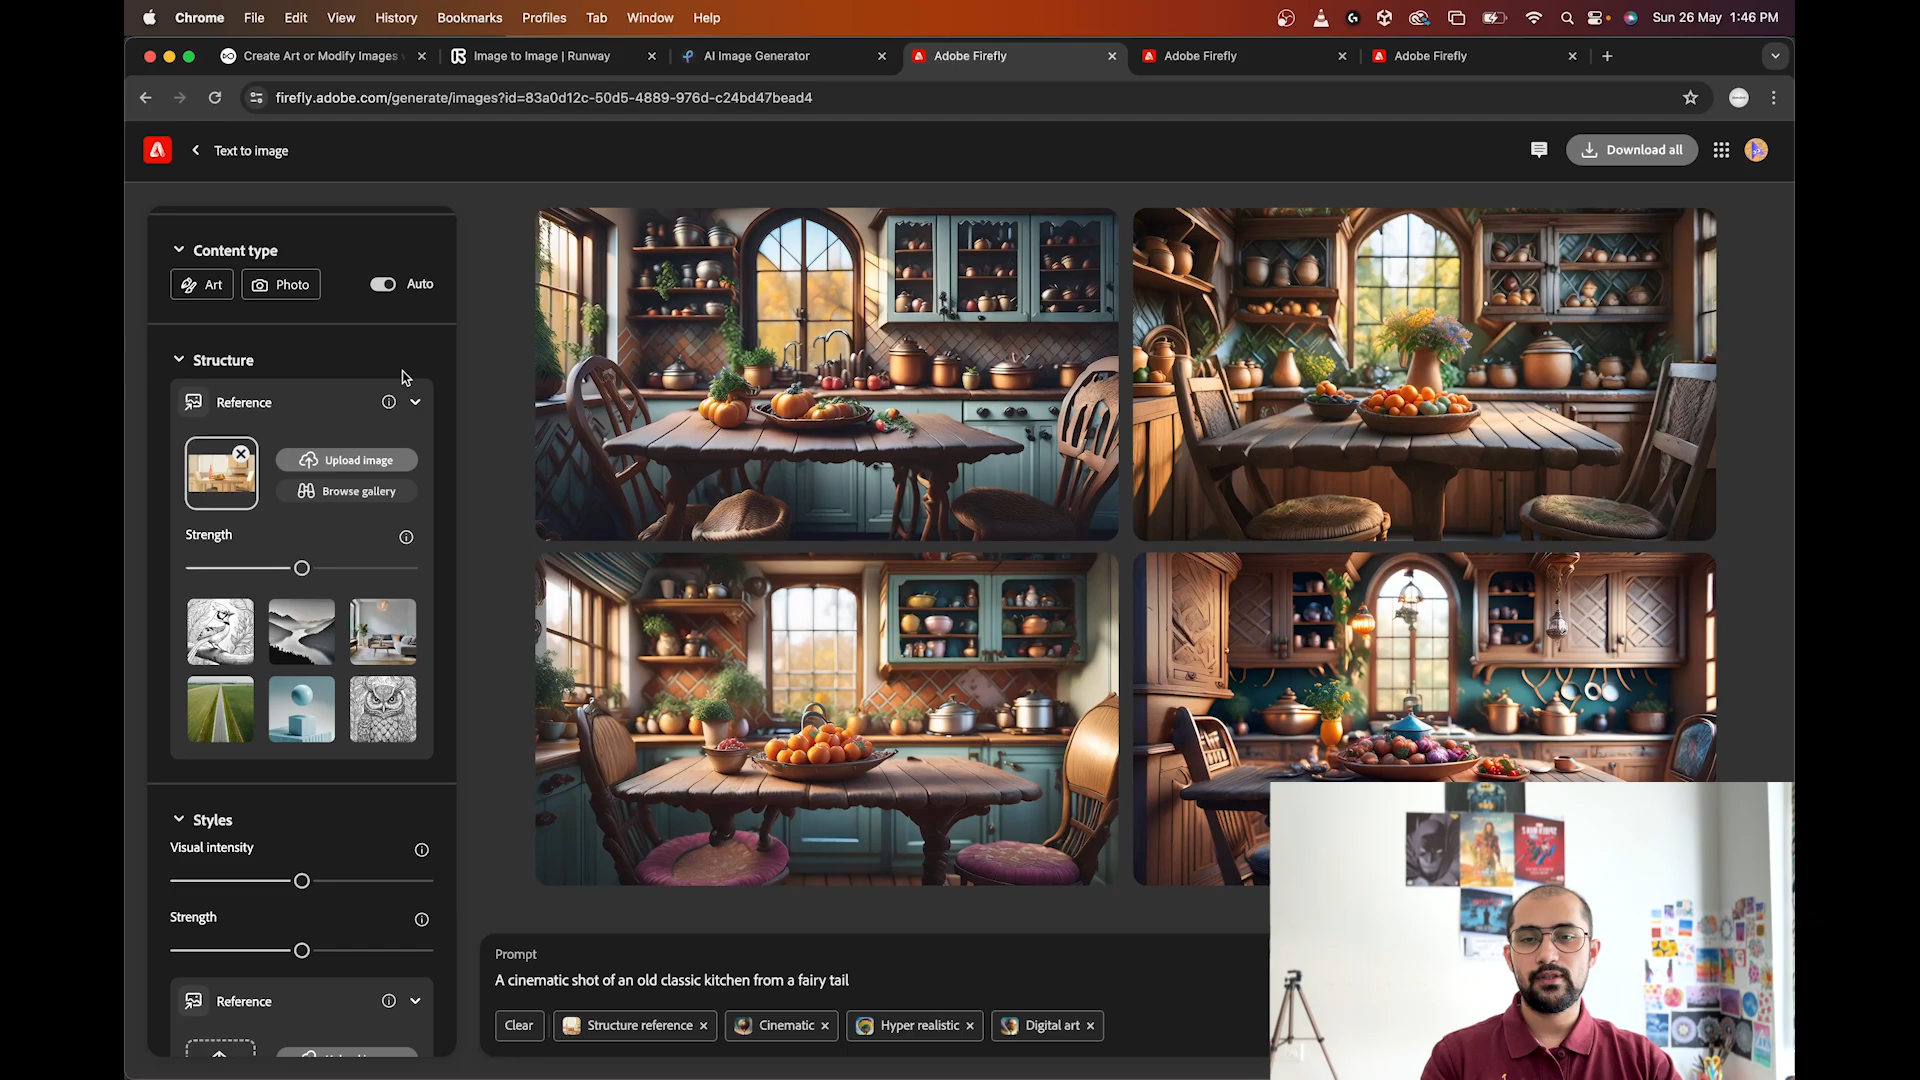 Chrome File Edit View History Bookmarks Profiles Tab Window Help
Sun 26 May 1:46 PM
Create Art or Modify Images
Image to Image | Runway
AI Image Generator
Adobe Firefly
Adobe Firefly
Adobe Firefly
firefly.adobe.com/generate/images?id=83a0d12c-50d5-4889-976d-c24bd47bead4
Text to image
Download all
Content type
Art
Photo
Auto
Structure
Reference
Upload image
Browse gallery
Strength
Styles
Visual intensity
Strength
Reference
Prompt
A cinematic shot of an old classic kitchen from a fairy tail
Clear
Structure reference
Cinematic
Hyper realistic
Digital art